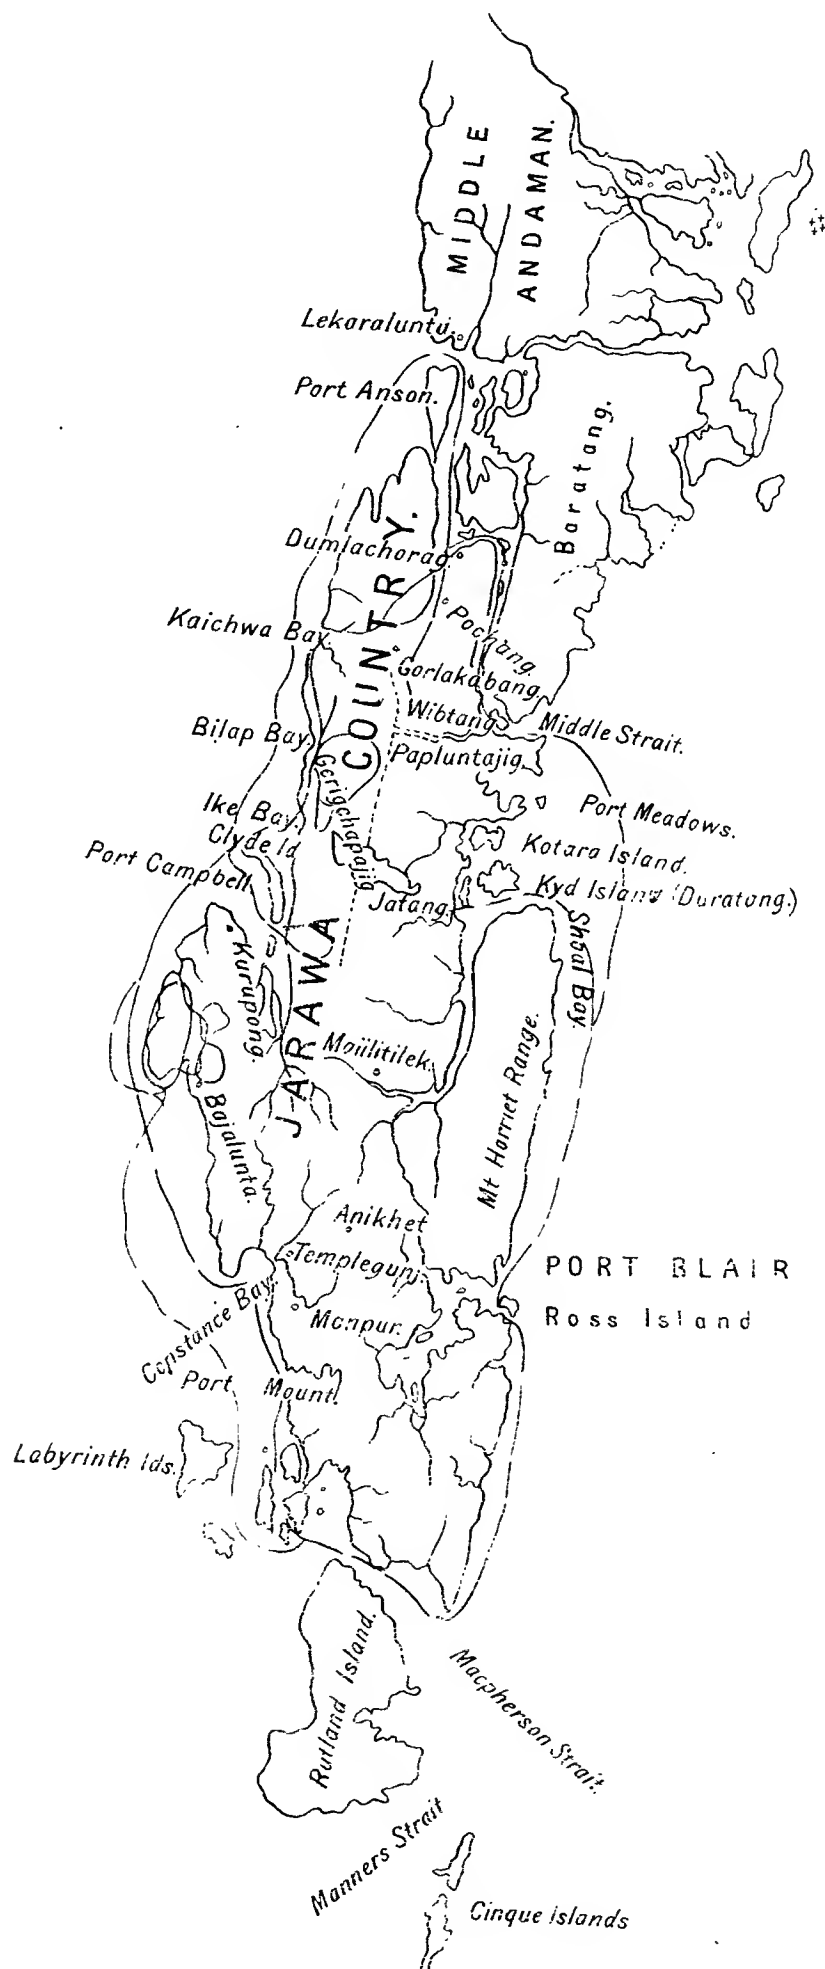 MIDDLE
ANDAMAN.
Lekaraluntu.
Port Anson.
Baratang.
Dumlachorag
Kaichwa Bay.
Pochang.
Gorlakabang.
Wibtang
Middle Strait.
Bilap Bay.
Papluntajig.
Gerigchapajig
Ike Bay.
Port Meadows.
Clyde Id
Kotara Island.
Port Campbell.
Kyd Island (Duratang.)
Jatang.
JARAWA COUNTRY.
Shoal Bay.
Kurupong.
Mt Harriet Range.
Bajalunta.
Anikhet
Templegunj.
PORT BLAIR
Constance Bay.
Manpur.
Ross Island
Port Mount.
Labyrinth Ids.
Rutland Island.
Macpherson Strait.
Manners Strait
Cinque Islands